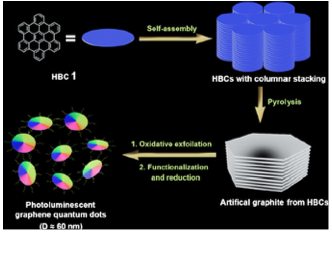 Self-assembly
HBC 1
HBCs with columnar stacking
Pyrolysis
Artifical graphite from HBCs
1. Oxidative exfoilation
2. Functionalization
and reduction
Photoluminescent
graphene quantum dots
(D ≈ 60 nm)